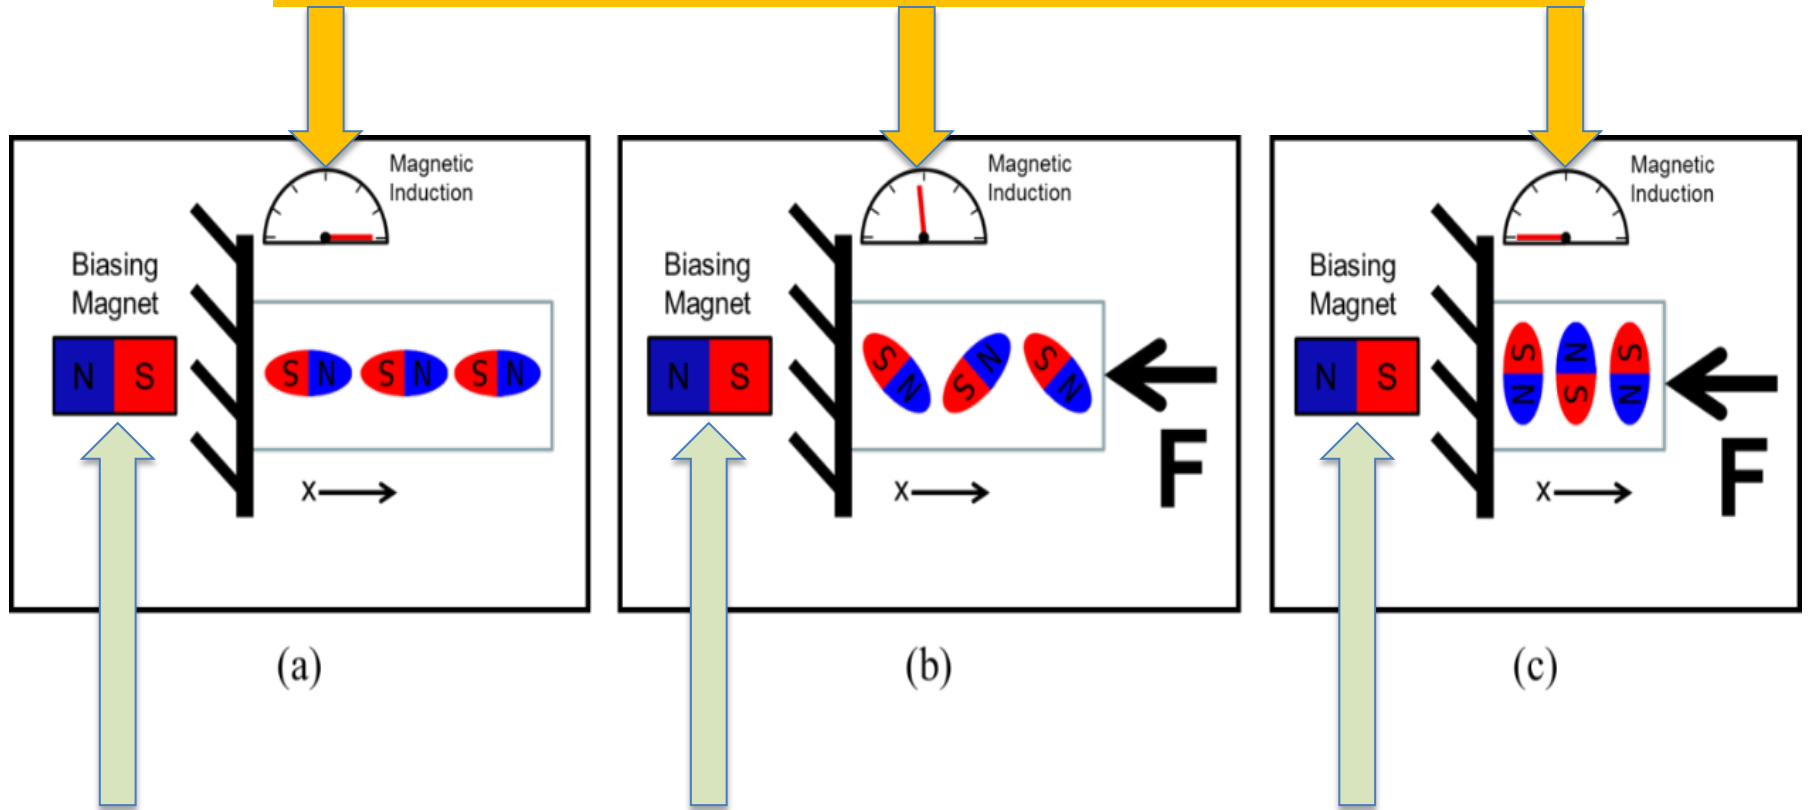 Magnetic
Induction
Biasing
Magnet
N S
S N S N S N
x
(a)
Magnetic
Induction
Biasing
Magnet
N S
S N S N S N
F
x
(b)
Magnetic
Induction
Biasing
Magnet
N S
S N S
N S N
F
x
(c)